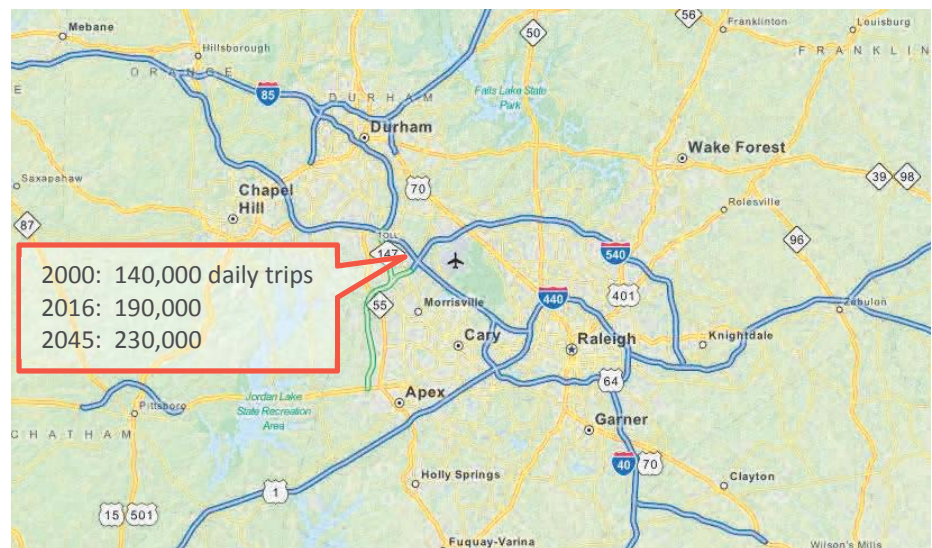 Mebane
56
Franklinton
Louisburg
50
Hillsborough
FRANKLIN
ORANGE
E
85
DURHAM
Falls Lake State
Park
Durham
Wake Forest
Saxapahaw
70
39
98
Chapel
Hill
Rolesville
87
TOLL
147
96
540
2000: 140,000 daily trips
2016: 190,000
2045: 230,000
55
Morrisville
440
401
Zebulon
Cary
Raleigh
Knightdale
64
Apex
Jordan Lake
State Recreation
Area
Pittsboro
CHATHAM
Garner
40
70
Holly Springs
Clayton
1
15
501
Fuquay-Varina
Wilson's Mills